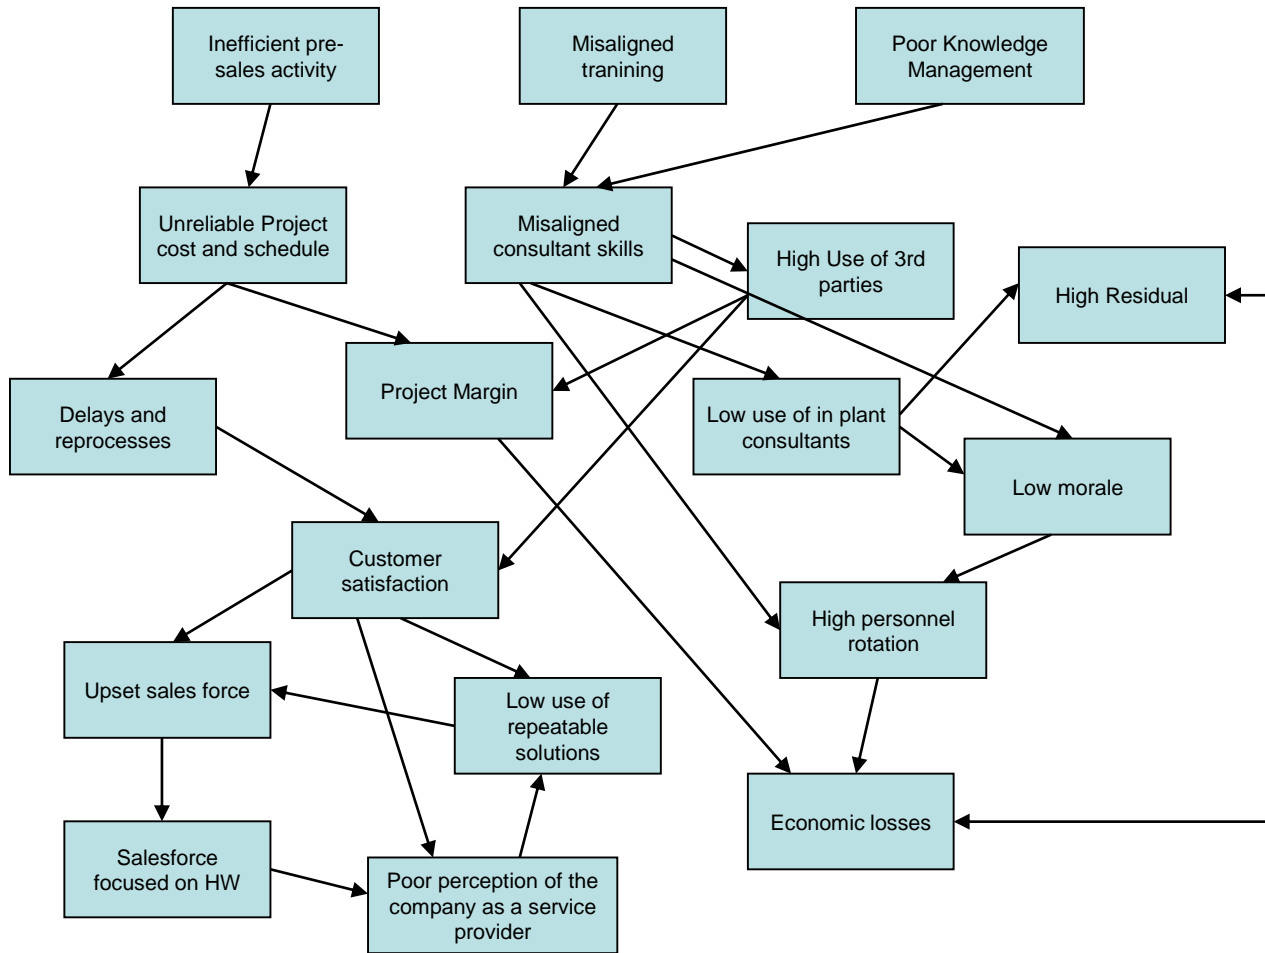 Inefficient pre-
sales activity
Misaligned
tranining
Poor Knowledge
Management
Unreliable Project
cost and schedule
Misaligned
consultant skills
High Use of 3rd
parties
High Residual
Project Margin
Delays and
reprocesses
Low use of in plant
consultants
Low morale
Customer
satisfaction
High personnel
rotation
Upset sales force
Low use of
repeatable
solutions
Economic losses
Salesforce
focused on HW
Poor perception of the
company as a service
provider